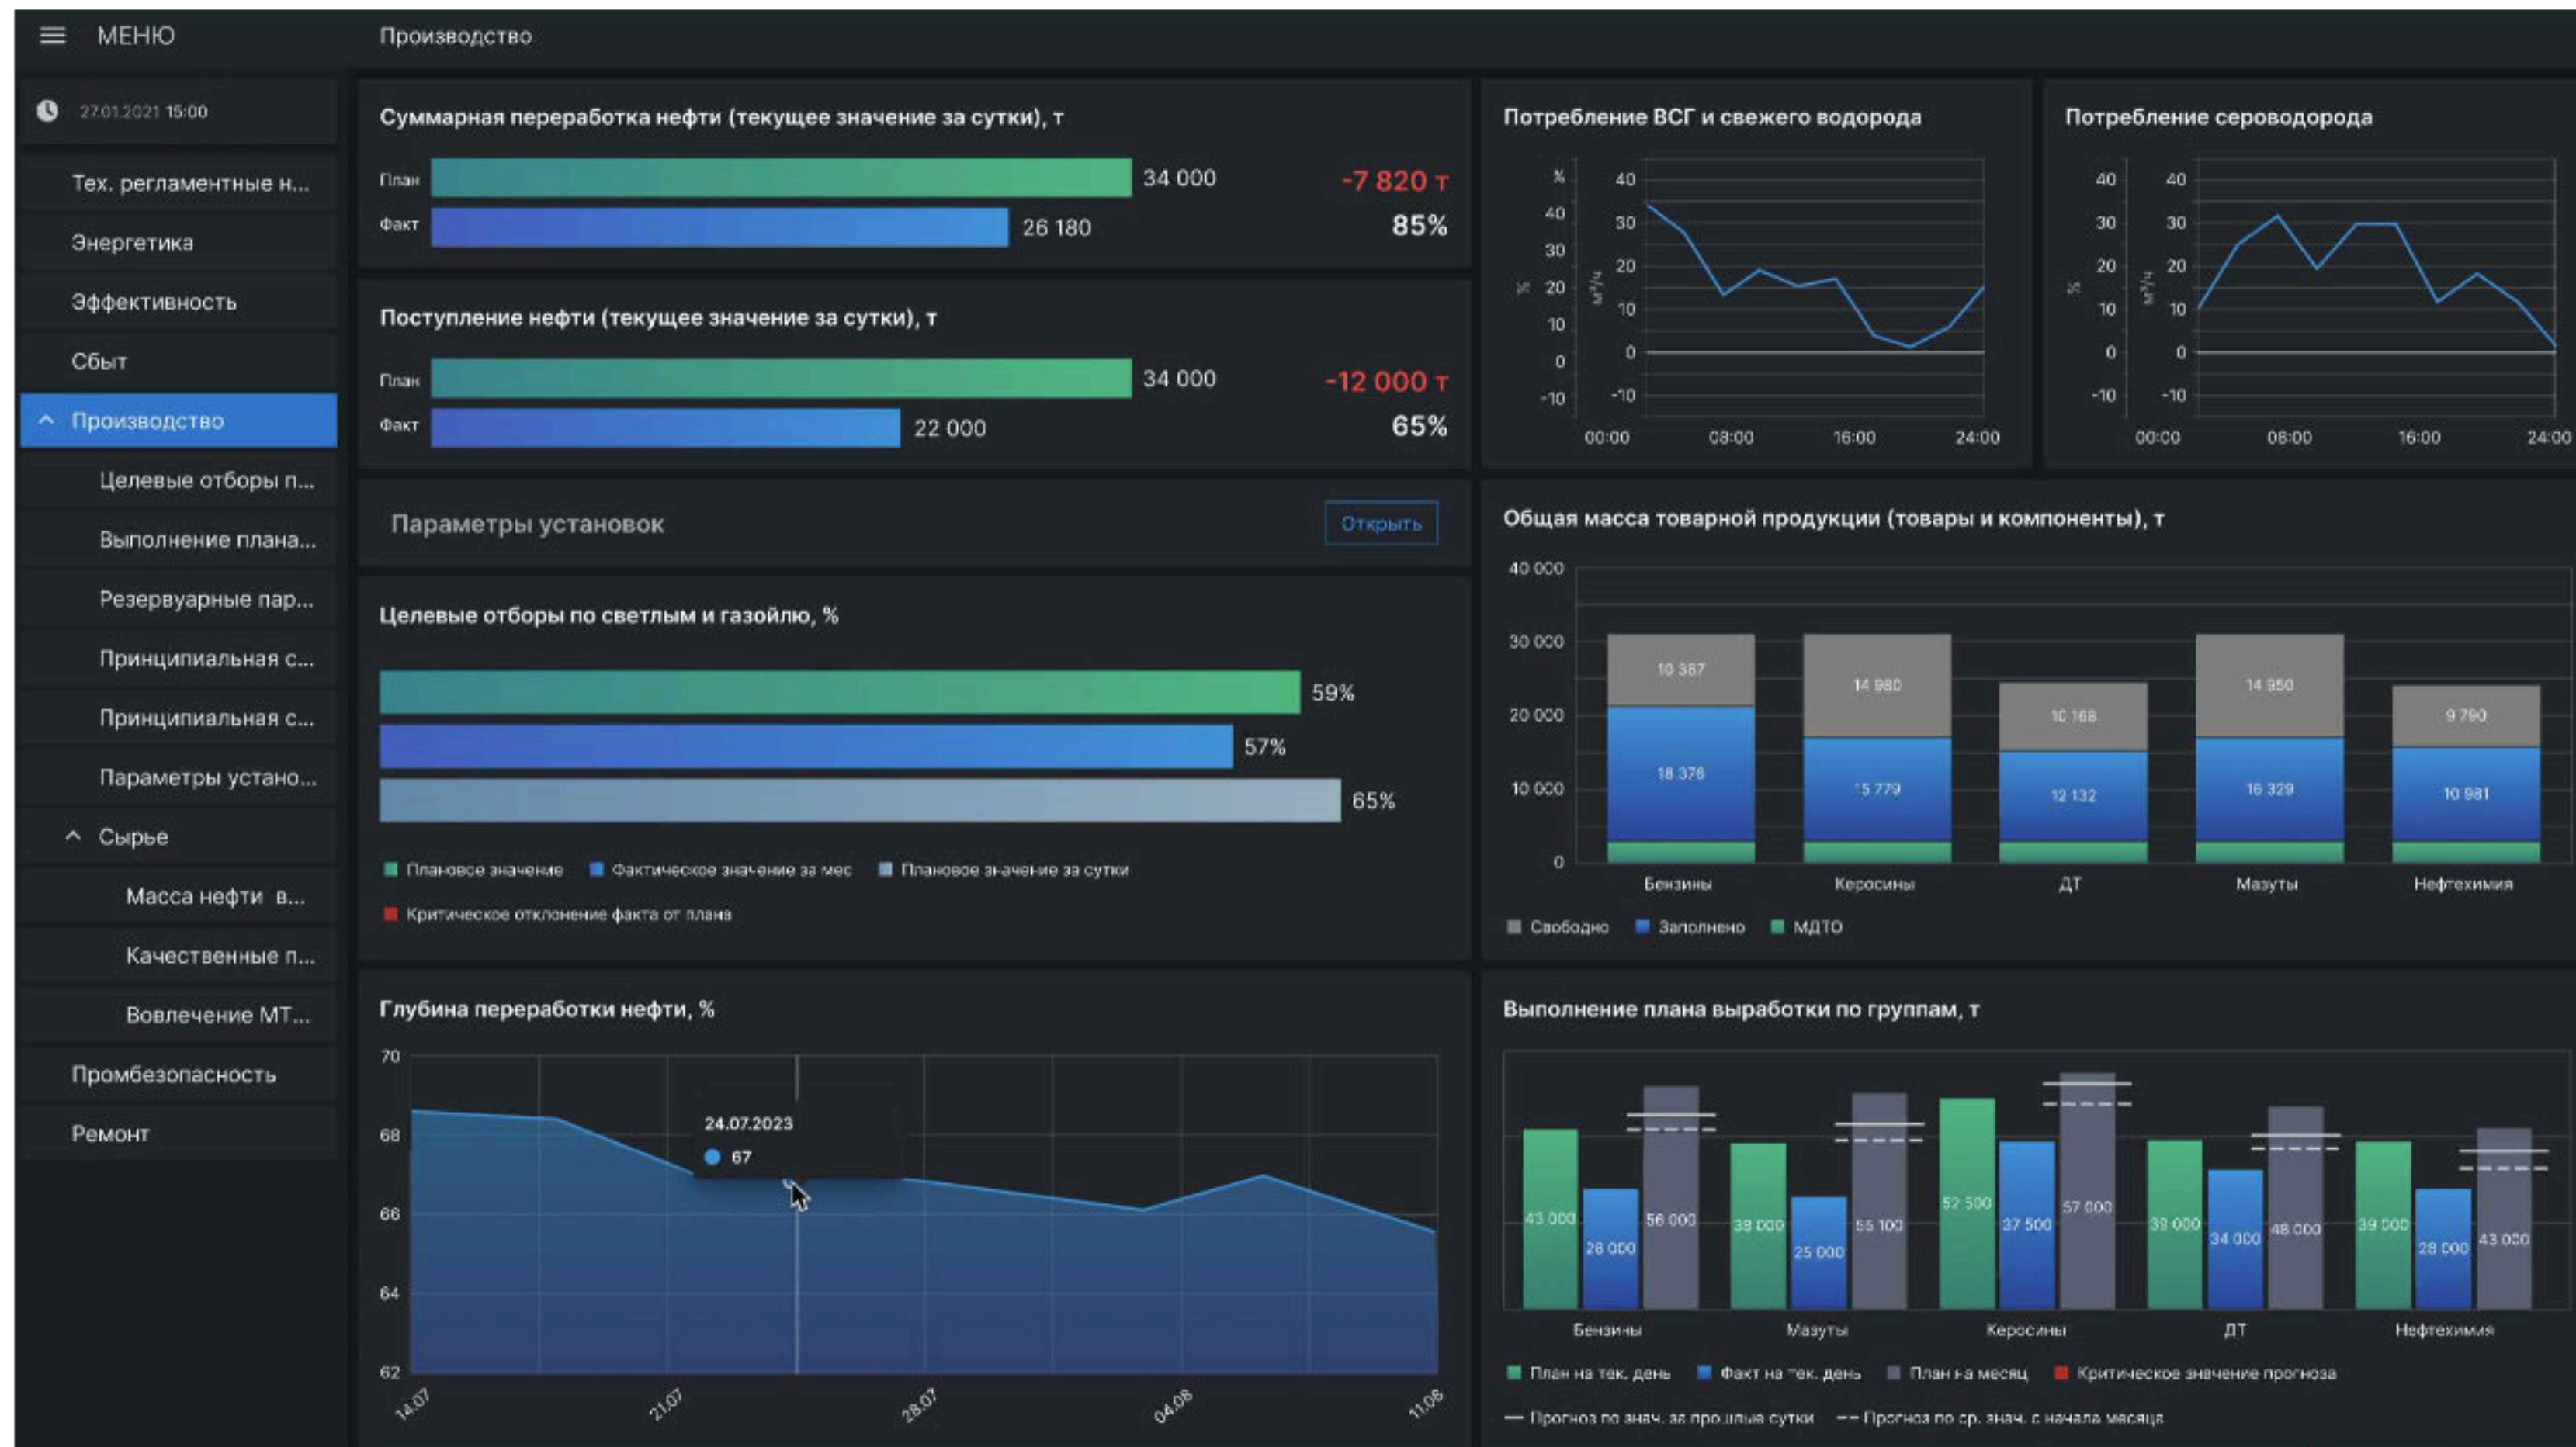 МЕНЮ
Производство
27.01.2021 15:00
Тех. регламентные н...
Энергетика
Эффективность
Сбыт
Производство
Целевые отборы п...
Выполнение плана...
Резервуарные пар...
Принципиальная с...
Принципиальная с...
Параметры устано...
Сырье
Масса нефти в...
Качественные п...
Вовлечение МТ...
Промбезопасность
Ремонт
Суммарная переработка нефти (текущее значение за сутки), т
План 34 000 -7 820 т
Факт 26 180 85%
Поступление нефти (текущее значение за сутки), т
План 34 000 -12 000 т
Факт 22 000 65%
Параметры установок
Открыть
Целевые отборы по светлым и газойлю, %
59%
57%
65%
Плановое значение Фактическое значение за мес Плановое значение за сутки
Критическое отклонение факта от плана
Глубина переработки нефти, %
70
68
66
64
62
24.07.2023
67
14.07 21.07 28.07 04.08 11.08
Потребление ВСГ и свежего водорода
%
40
30
20
10
0
-10
%
40
30
20
10
0
-10
м³/ч
00:00 08:00 16:00 24:00
Потребление сероводорода
40
30
20
10
0
-10
%
40
30
20
10
0
-10
м³/ч
00:00 08:00 16:00 24:00
Общая масса товарной продукции (товары и компоненты), т
40 000
30 000
20 000
10 000
0
10 387 14 980 10 168 14 950 9 790
18 376 15 779 12 132 16 329 10 981
Бензины Керосины ДТ Мазуты Нефтехимия
Свободно Заполнено МДТО
Выполнение плана выработки по группам, т
43 000 28 000 56 000
38 000 25 000 55 100
52 500 37 500 57 000
39 000 34 000 48 000
39 000 28 000 43 000
Бензины Мазуты Керосины ДТ Нефтехимия
План на тек. день Факт на тек. день План на месяц Критическое значение прогноза
Прогноз по знач. за прошлые сутки Прогноз по ср. знач. с начала месяца